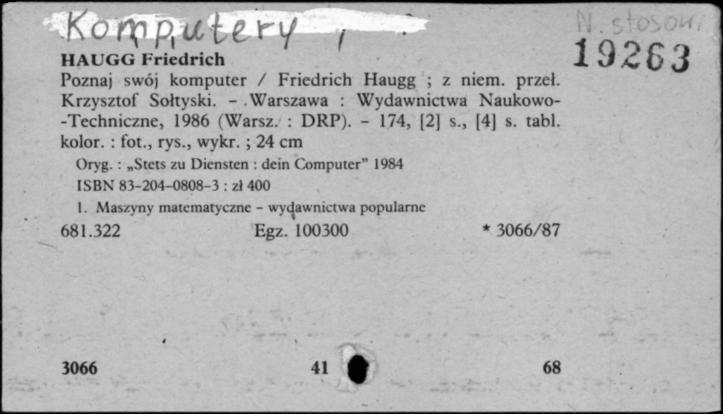 Komputery
N. stosow.
19263
HAUGG Friedrich
Poznaj swój komputer / Friedrich Haugg ; z niem. przeł.
Krzysztof Sołtyski. – . Warszawa : Wydawnictwa Naukowo-
-Techniczne, 1986 (Warsz. : DRP). – 174, [2] s., [4] s. tabl.
kolor. : fot., rys., wykr. ; 24 cm
Oryg. : „Stets zu Diensten : dein Computer” 1984
ISBN 83-204-0808-3 : zł 400
1. Maszyny matematyczne – wydawnictwa popularne
681.322 Egz. 100300 * 3066/87
3066 41 68